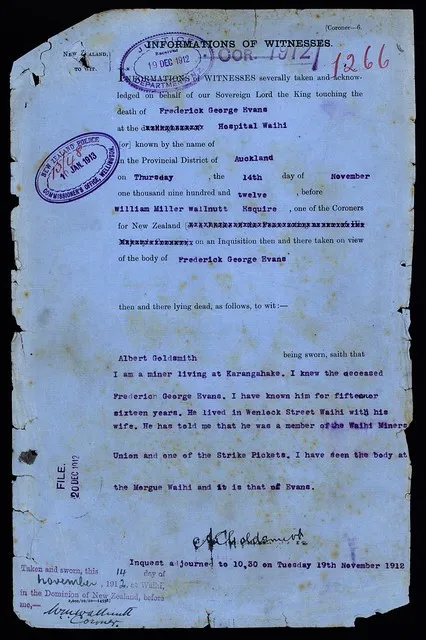 [Coroner—6.
INFORMATIONS OF WITNESSES.
NEW ZEALAND,
TO WIT.
JUSTICE
Received
19 DEC 1912
DEPARTMENT
COR 1912/
1266
INFORMATIONS OF WITNESSES severally taken and acknow-
ledged on behalf of our Sovereign Lord the King touching the
death of Frederick George Evans
at the Hospital Waihi
[or] known by the name of
in the Provincial District of Auckland
on Thursday, the 14th day of November
one thousand nine hundred and twelve, before
William Miller Wallnutt Esquire, one of the Coroners
for New Zealand
on an Inquisition then and there taken on view
of the body of Frederick George Evans
NEW ZEALAND POLICE
JAN 1913
COMMISSIONER'S OFFICE, WELLINGTON
then and there lying dead, as follows, to wit:—
Albert Goldsmith being sworn, saith that
I am a miner living at Karangahake. I knew the deceased
Frederick George Evans. I have known him for fifteenor
sixteen years. He lived in Wenlock Street Waihi with his
wife. He has told me that he was a member of the Waihi Miners
Union and one of the Strike Pickets. I have seen the body at
the Morgue Waihi and it is that of Evans.
FILE.
20 DEC 1912
A Goldsmith
Inquest adjourned to 10,30 on Tuesday 19th November 1912
Taken and sworn, this 14 day of
November, 1912, at Waihi,
in the Dominion of New Zealand, before
me,—
Wm Wallnutt
Coroner.